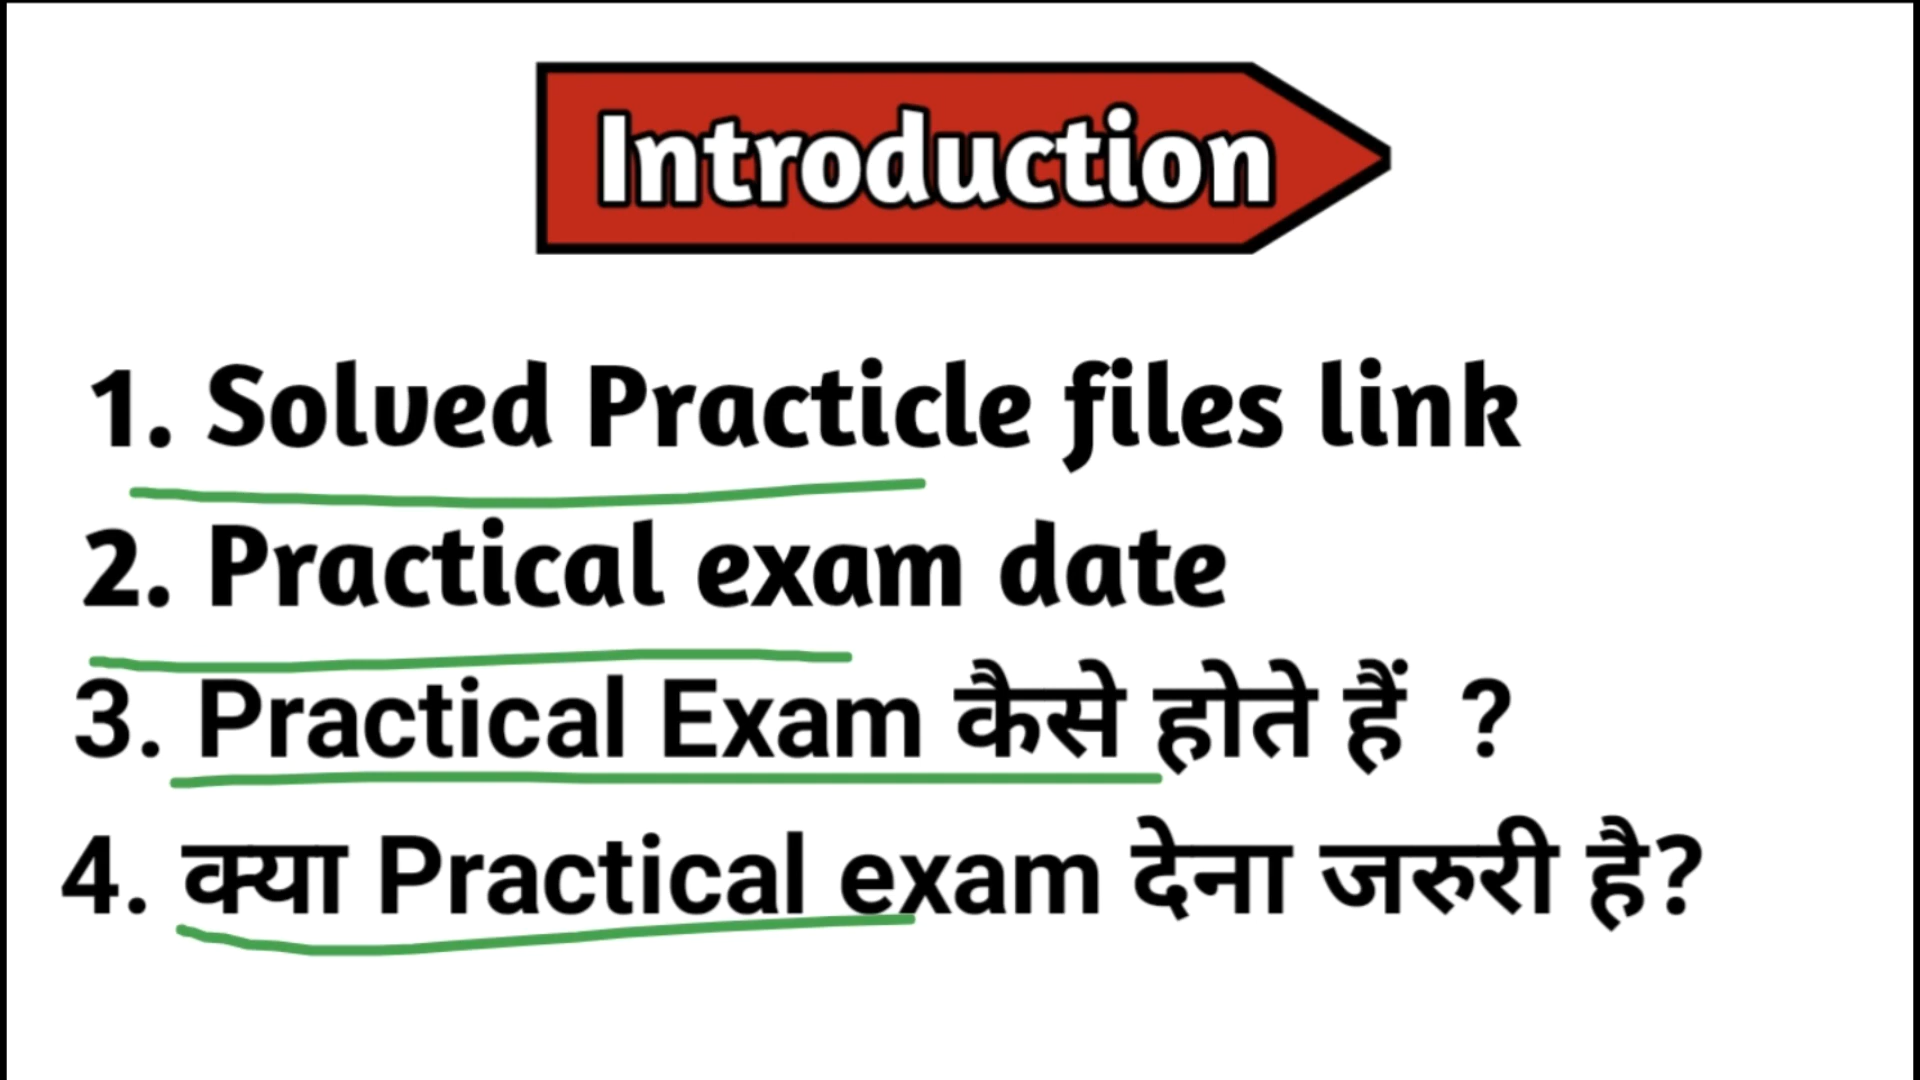 Introduction
1. Solved Practicle files link
2. Practical exam date
3. Practical Exam कैसे होते हैं ?
4. क्या Practical exam देना जरुरी है?